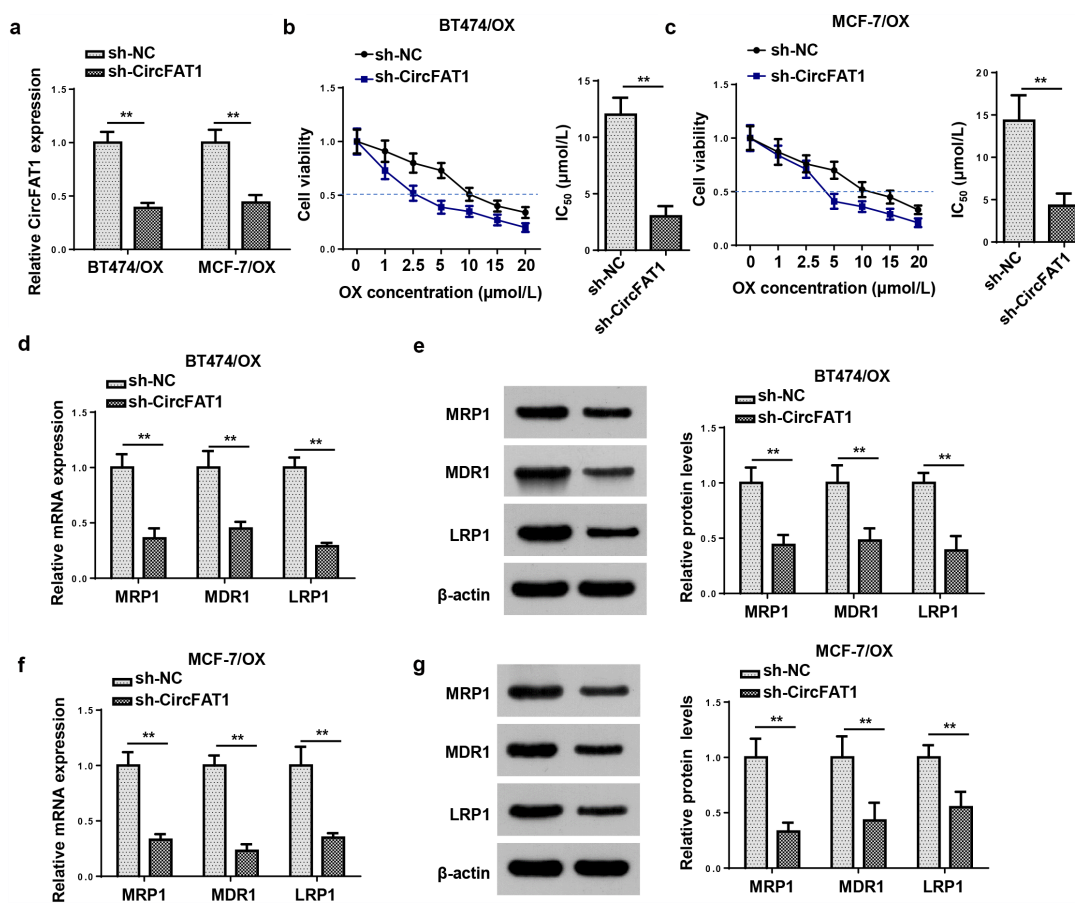 a
sh-NC
sh-CircFAT1
Relative CircFAT1 expression
1.5
1.0
0.5
0.0
**
**
BT474/OX
MCF-7/OX
b
BT474/OX
sh-NC
sh-CircFAT1
Cell viability
1.5
1.0
0.5
0.0
0 1 2.5 5 10 15 20
OX concentration (μmol/L)
IC50 (μmol/L)
15
10
5
0
**
sh-NC
sh-CircFAT1
c
MCF-7/OX
sh-NC
sh-CircFAT1
Cell viability
1.5
1.0
0.5
0.0
0 1 2.5 5 10 15 20
OX concentration (μmol/L)
IC50 (μmol/L)
20
15
10
5
0
**
sh-NC
sh-CircFAT1
d
BT474/OX
sh-NC
sh-CircFAT1
Relative mRNA expression
1.5
1.0
0.5
0.0
**
**
**
MRP1 MDR1 LRP1
e
MRP1
MDR1
LRP1
β-actin
BT474/OX
sh-NC
sh-CircFAT1
Relative protein levels
1.5
1.0
0.5
0.0
**
**
**
MRP1 MDR1 LRP1
f
MCF-7/OX
sh-NC
sh-CircFAT1
Relative mRNA expression
1.5
1.0
0.5
0.0
**
**
**
MRP1 MDR1 LRP1
g
MRP1
MDR1
LRP1
β-actin
MCF-7/OX
sh-NC
sh-CircFAT1
Relative protein levels
1.5
1.0
0.5
0.0
**
**
**
MRP1 MDR1 LRP1